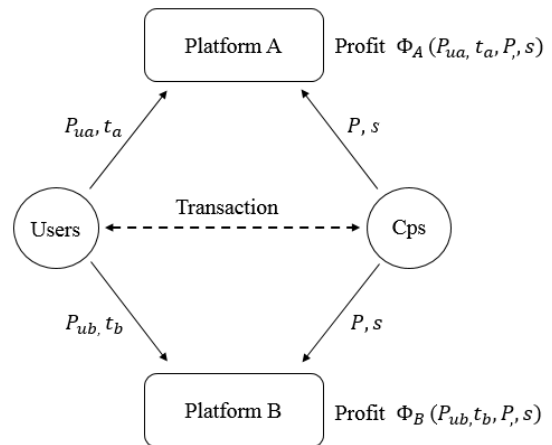 Platform A
Profit Φ_A (P_ua, t_a, P,, s)
P_ua, t_a
P, s
Users
Transaction
Cps
P_ub, t_b
P, s
Platform B
Profit Φ_B (P_ub, t_b, P,, s)